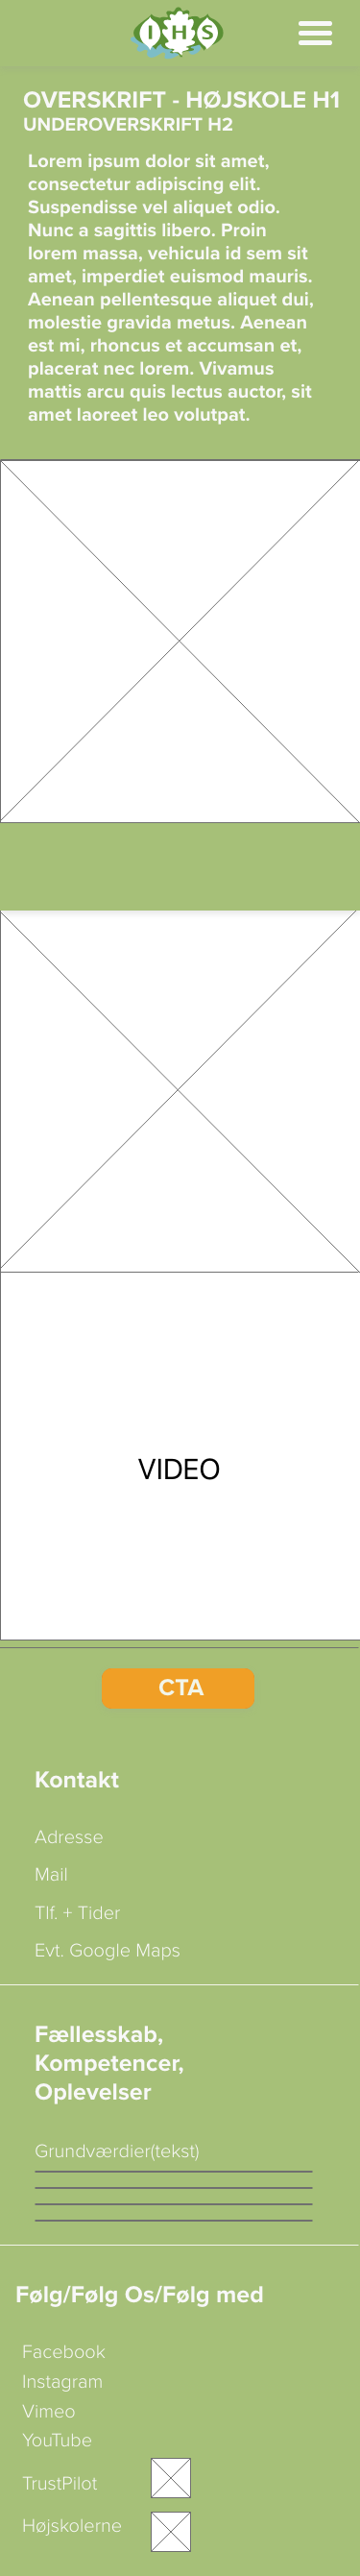 IHS
OVERSKRIFT - HØJSKOLE H1
UNDEROVERSKRIFT H2
Lorem ipsum dolor sit amet,
consectetur adipiscing elit.
Suspendisse vel aliquet odio.
Nunc a sagittis libero. Proin
lorem massa, vehicula id sem sit
amet, imperdiet euismod mauris.
Aenean pellentesque aliquet dui,
molestie gravida metus. Aenean
est mi, rhoncus et accumsan et,
placerat nec lorem. Vivamus
mattis arcu quis lectus auctor, sit
amet laoreet leo volutpat.
VIDEO
CTA
Kontakt
Adresse
Mail
Tlf. + Tider
Evt. Google Maps
Fællesskab,
Kompetencer,
Oplevelser
Grundværdier(tekst)
Følg/Følg Os/Følg med
Facebook
Instagram
Vimeo
YouTube
TrustPilot
Højskolerne